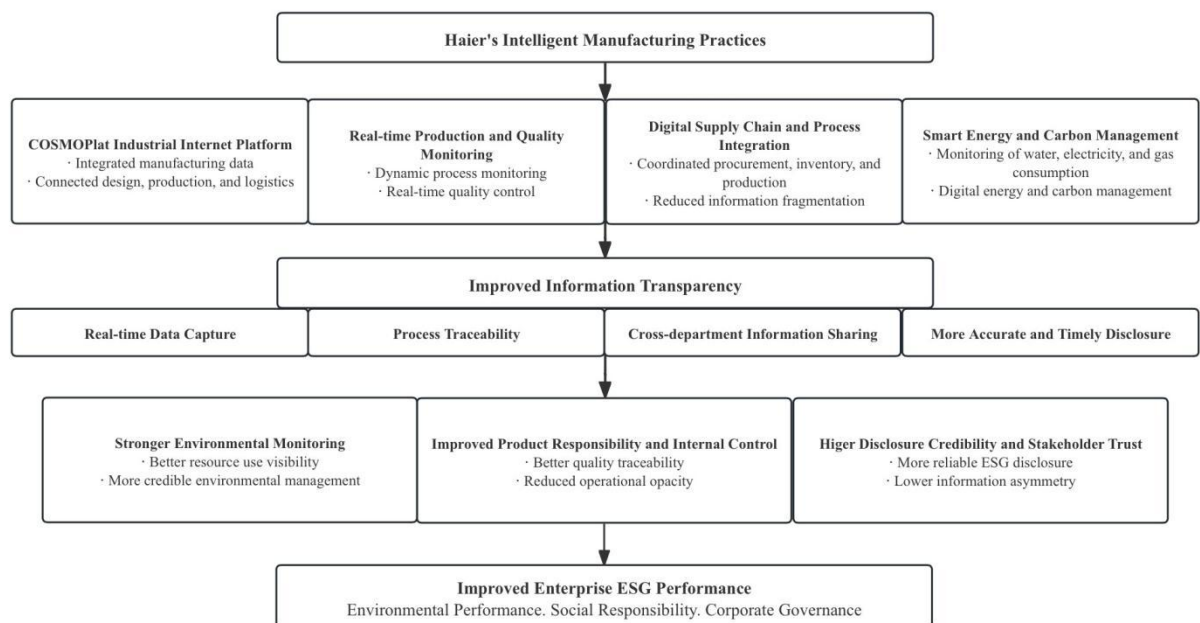 Haier's Intelligent Manufacturing Practices
COSMOPlat Industrial Internet Platform
· Integrated manufacturing data
· Connected design, production, and logistics
Real-time Production and Quality
Monitoring
· Dynamic process monitoring
· Real-time quality control
Digital Supply Chain and Process
Integration
· Coordinated procurement, inventory, and
production
· Reduced information fragmentation
Smart Energy and Carbon Management
· Monitoring of water, electricity, and gas
consumption
· Digital energy and carbon management
Improved Information Transparency
Real-time Data Capture
Process Traceability
Cross-department Information Sharing
More Accurate and Timely Disclosure
Stronger Environmental Monitoring
· Better resource use visibility
· More credible environmental management
Improved Product Responsibility and Internal Control
· Better quality traceability
· Reduced operational opacity
Higer Disclosure Credibility and Stakeholder Trust
· More reliable ESG disclosure
· Lower information asymmetry
Improved Enterprise ESG Performance
Environmental Performance. Social Responsibility. Corporate Governance